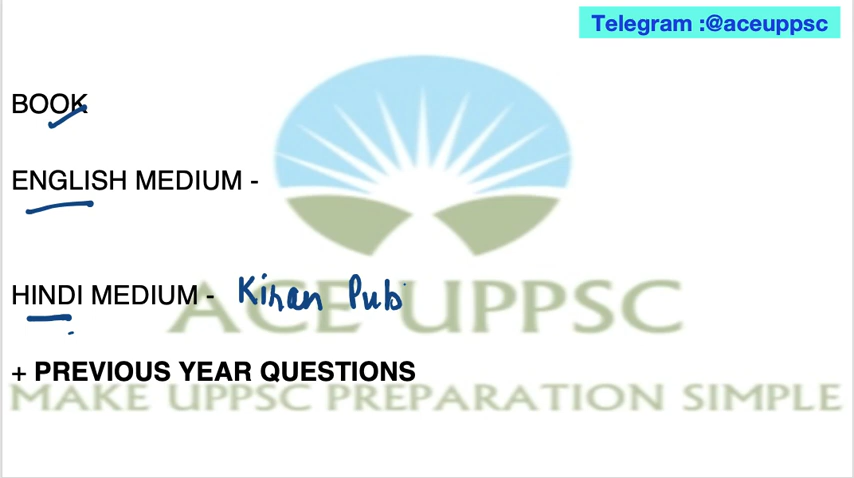 Telegram :@aceuppsc
BOOK
ENGLISH MEDIUM -
HINDI MEDIUM - Kiran Pub
ACE UPPSC
+ PREVIOUS YEAR QUESTIONS
MAKE UPPSC PREPARATION SIMPLE